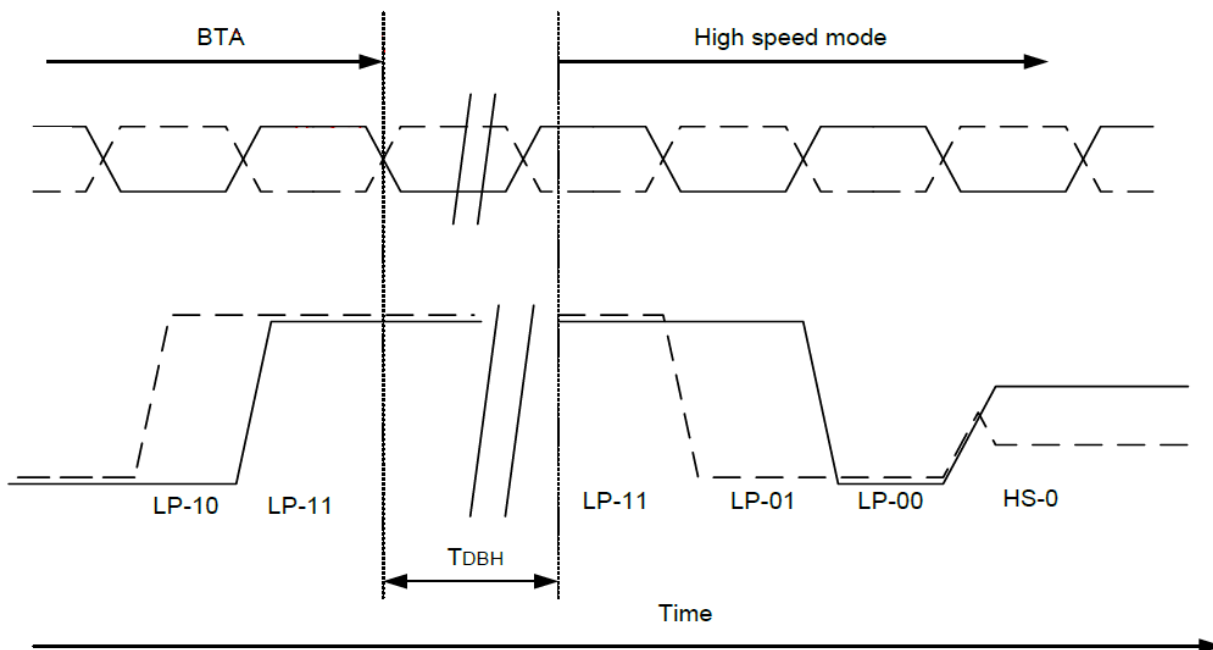 BTA
High speed mode
LP-10
LP-11
LP-11
LP-01
LP-00
HS-0
TDBH
Time